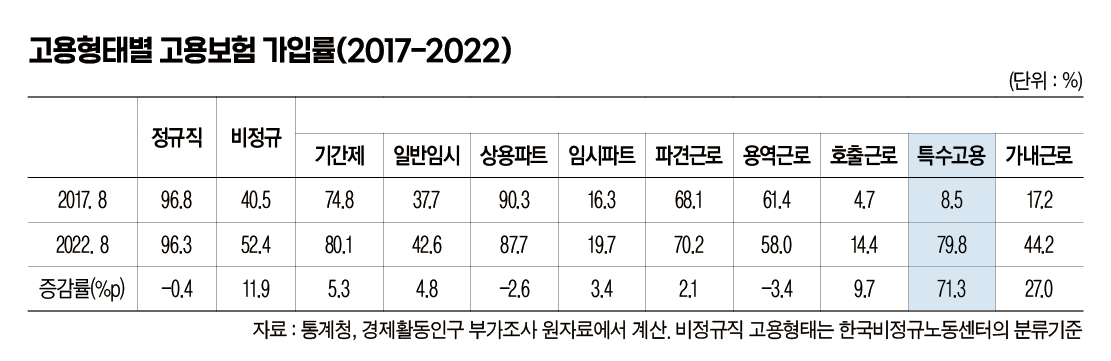 고용형태별 고용보험 가입률(2017-2022)
(단위 : %)
정규직 비정규
기간제 일반임시 상용파트 임시파트 파견근로 용역근로 호출근로 특수고용 가내근로
2017. 8 96.8 40.5 74.8 37.7 90.3 16.3 68.1 61.4 4.7 8.5 17.2
2022. 8 96.3 52.4 80.1 42.6 87.7 19.7 70.2 58.0 14.4 79.8 44.2
증감률(%p) -0.4 11.9 5.3 4.8 -2.6 3.4 2.1 -3.4 9.7 71.3 27.0
자료 : 통계청, 경제활동인구 부가조사 원자료에서 계산. 비정규직 고용형태는 한국비정규노동센터의 분류기준